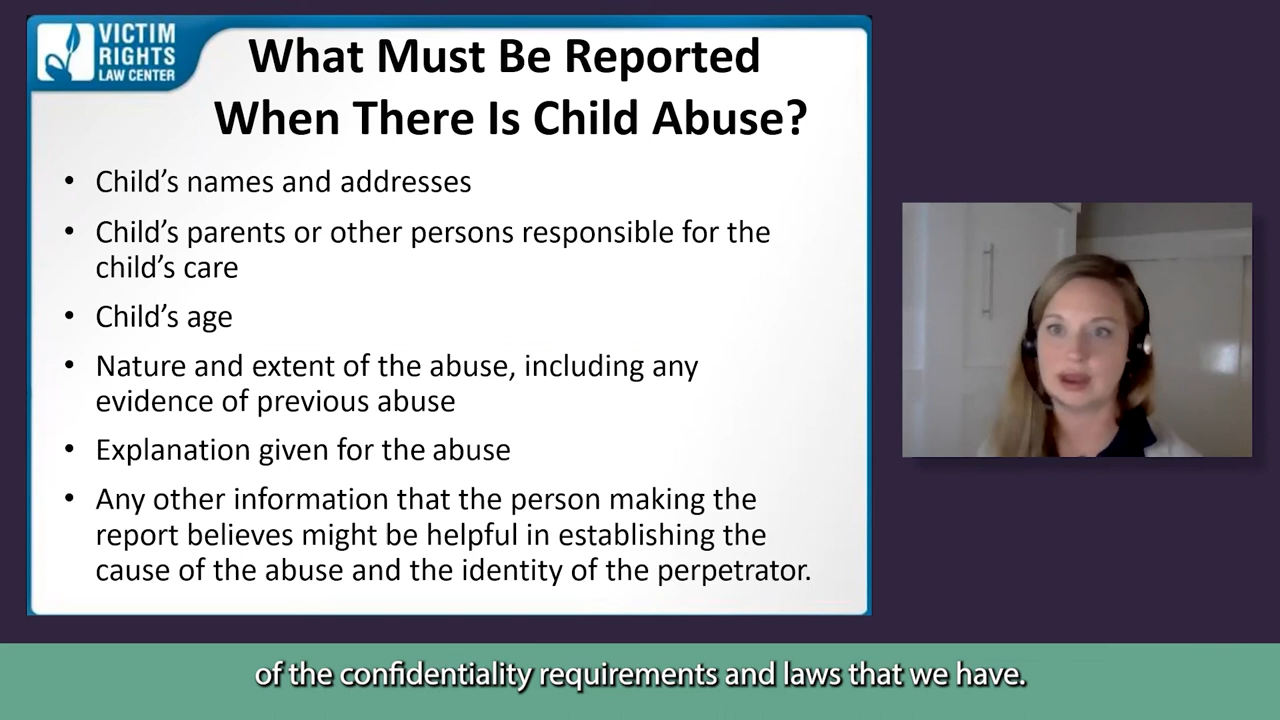 VICTIM
RIGHTS
LAW CENTER
What Must Be Reported
When There Is Child Abuse?
• Child’s names and addresses
• Child’s parents or other persons responsible for the
child’s care
• Child’s age
• Nature and extent of the abuse, including any
evidence of previous abuse
• Explanation given for the abuse
• Any other information that the person making the
report believes might be helpful in establishing the
cause of the abuse and the identity of the perpetrator.
of the confidentiality requirements and laws that we have.